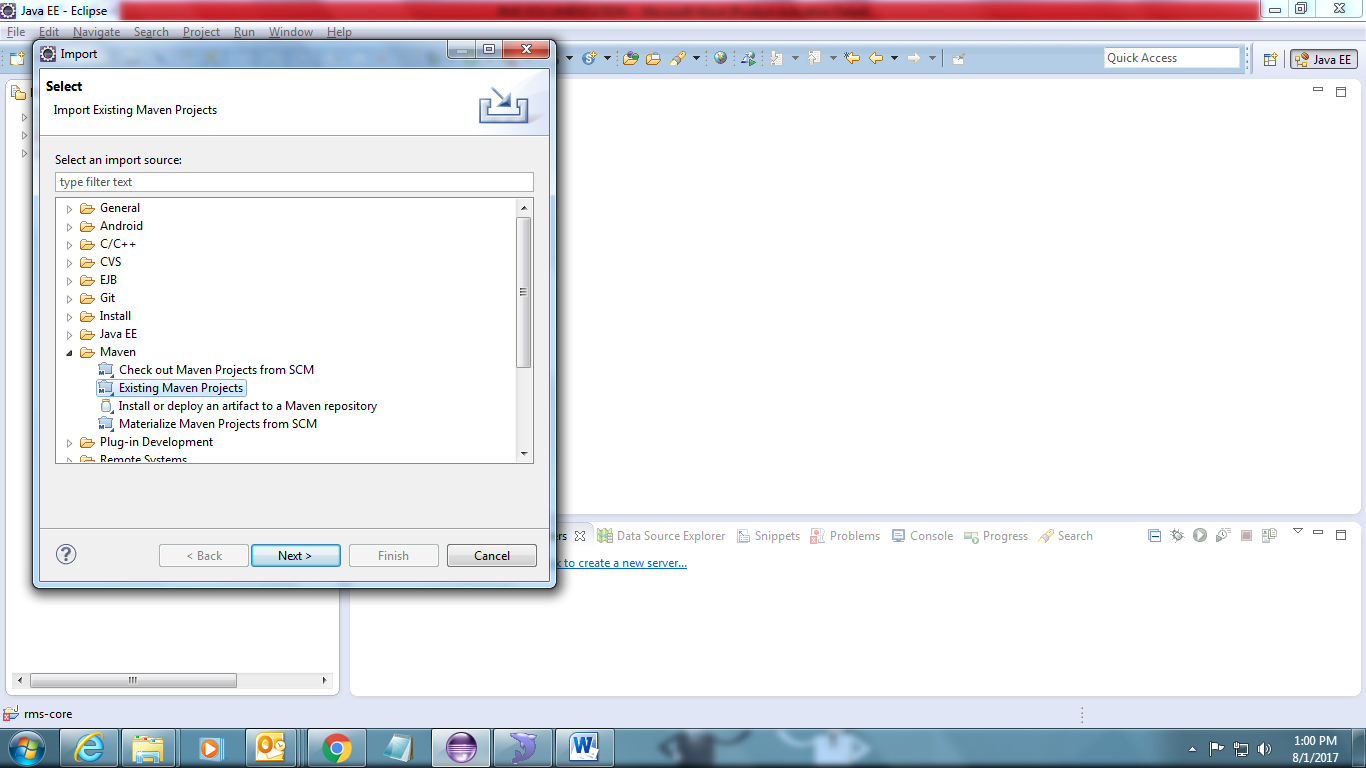 Java EE - Eclipse
File Edit Navigate Search Project Run Window Help
Import
Quick Access
Java EE
Select
Import Existing Maven Projects
Select an import source:
type filter text
General
Android
C/C++
CVS
EJB
Git
Install
Java EE
Maven
Check out Maven Projects from SCM
Existing Maven Projects
Install or deploy an artifact to a Maven repository
Materialize Maven Projects from SCM
Plug-in Development
Remote Systems
< Back Next > Finish Cancel
ers Data Source Explorer Snippets Problems Console Progress Search
to create a new server...
rms-core
1:00 PM
8/1/2017